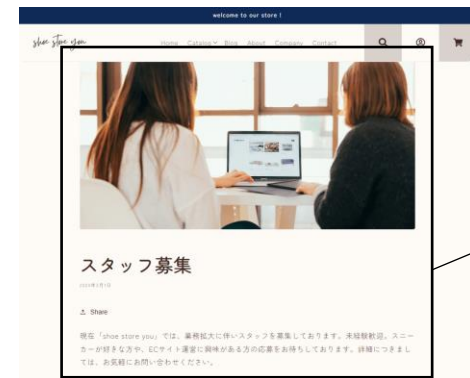 welcome to our store !
shoe store you
Home Catalog Blog About Company Contact
スタッフ募集
Share
現在「shoe store you」では、業務拡大に伴いスタッフを募集しております。未経験歓迎。スニー
カーが好きな方や、ECサイト運営に興味がある方の応募をお待ちしております。詳細につきまし
ては、お気軽にお問い合わせください。